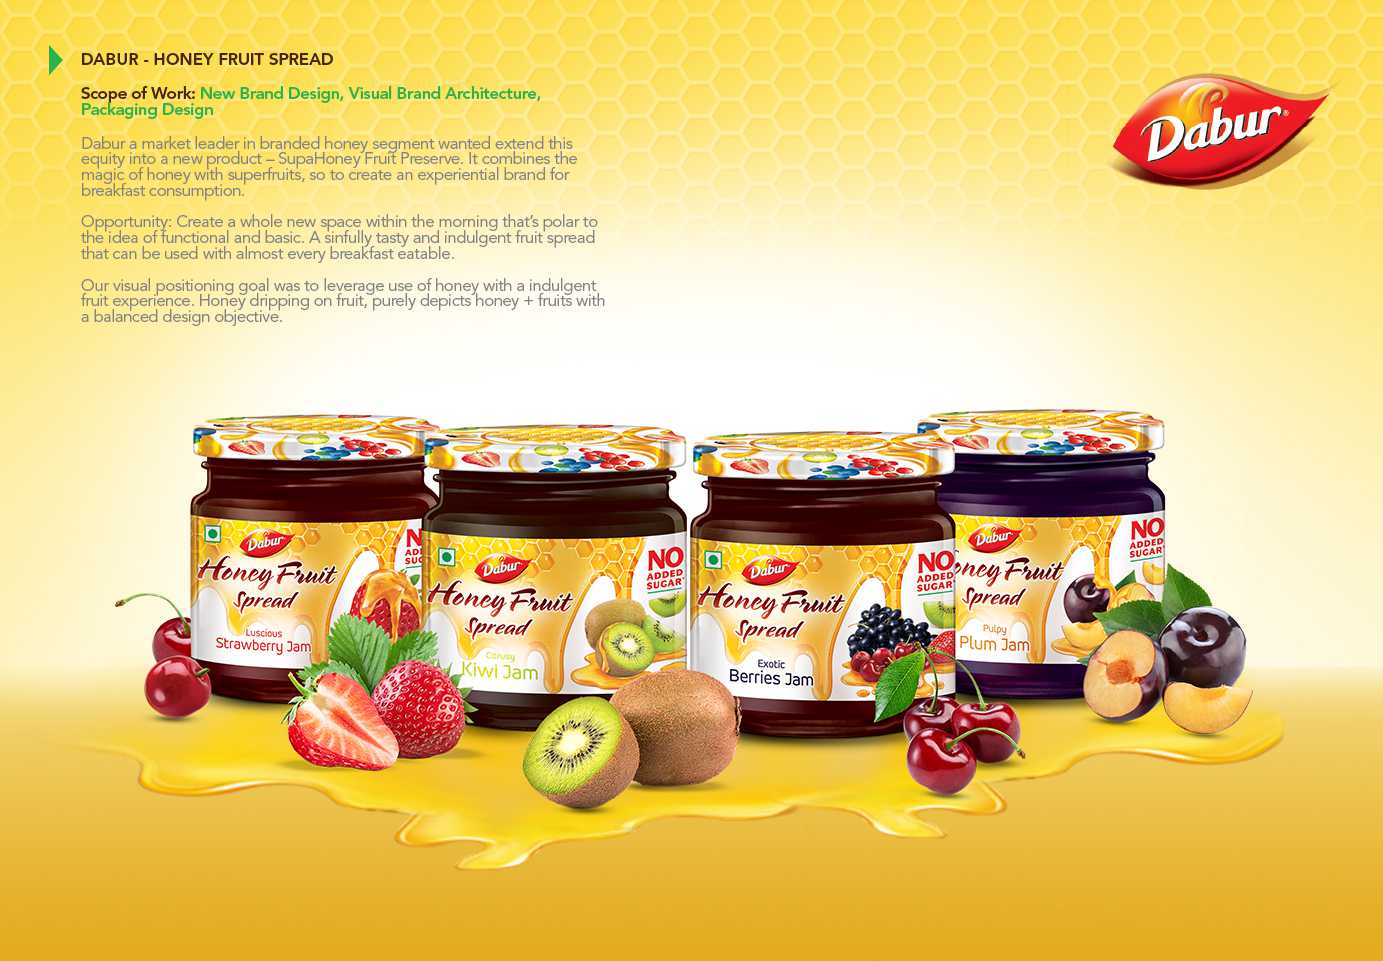 DABUR - HONEY FRUIT SPREAD
Scope of Work: New Brand Design, Visual Brand Architecture,
Packaging Design
Dabur a market leader in branded honey segment wanted extend this
equity into a new product – SupaHoney Fruit Preserve. It combines the
magic of honey with superfruits, so to create an experiential brand for
breakfast consumption.
Opportunity: Create a whole new space within the morning that's polar to
the idea of functional and basic. A sinfully tasty and indulgent fruit spread
that can be used with almost every breakfast eatable.
Our visual positioning goal was to leverage use of honey with a indulgent
fruit experience. Honey dripping on fruit, purely depicts honey + fruits with
a balanced design objective.
Dabur®
Dabur
Honey Fruit
Spread
Luscious
Strawberry Jam
N
AD
SUG
Dabur
Honey Fruit
Spread
Kiwi Jam
NO
ADDED
SUGAR*
Dabur
Honey Fruit
Spread
Exotic
Berries Jam
NO
ADDED
SUGAR
Dabur
oney Fruit
Spread
Pulpy
Plum Jam
NO
ADDED
SUGAR*